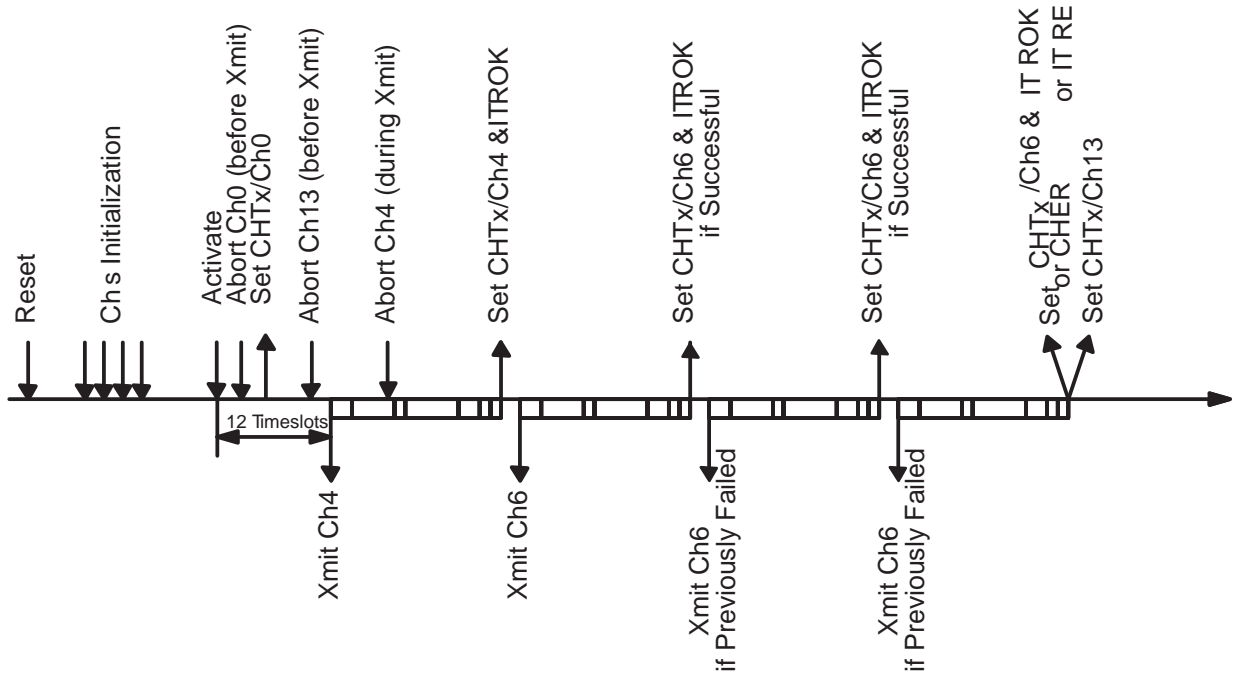 Reset
Ch s Initialization
Activate
Abort Ch0 (before Xmit)
Set CHTx/Ch0
Abort Ch13 (before Xmit)
Abort Ch4 (during Xmit)
Set CHTx/Ch4 &ITROK
Set CHTx/Ch6 & ITROK
if Successful
Set CHTx/Ch6 & ITROK
if Successful
Set CHTx /Ch6 & IT ROK
or CHER or IT RE
Set CHTx/Ch13
12 Timeslots
Xmit Ch4
Xmit Ch6
Xmit Ch6
if Previously Failed
Xmit Ch6
if Previously Failed